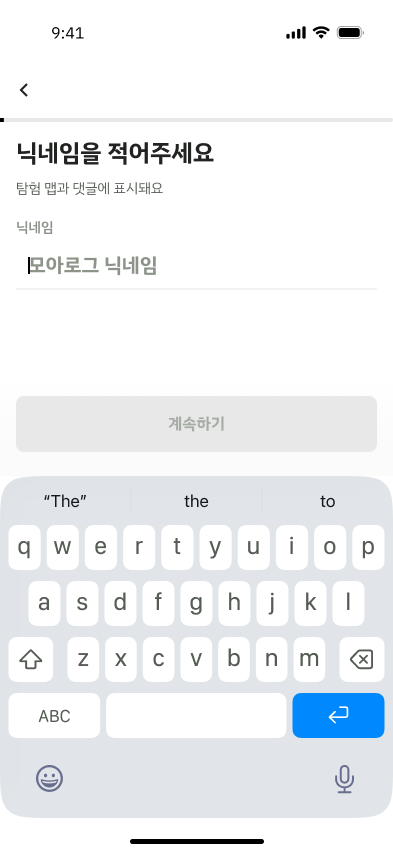 9:41
닉네임을 적어주세요
탐험 맵과 댓글에 표시돼요
닉네임
모아로그 닉네임
계속하기
“The” the to
q w e r t y u i o p
a s d f g h j k l
z x c v b n m
ABC